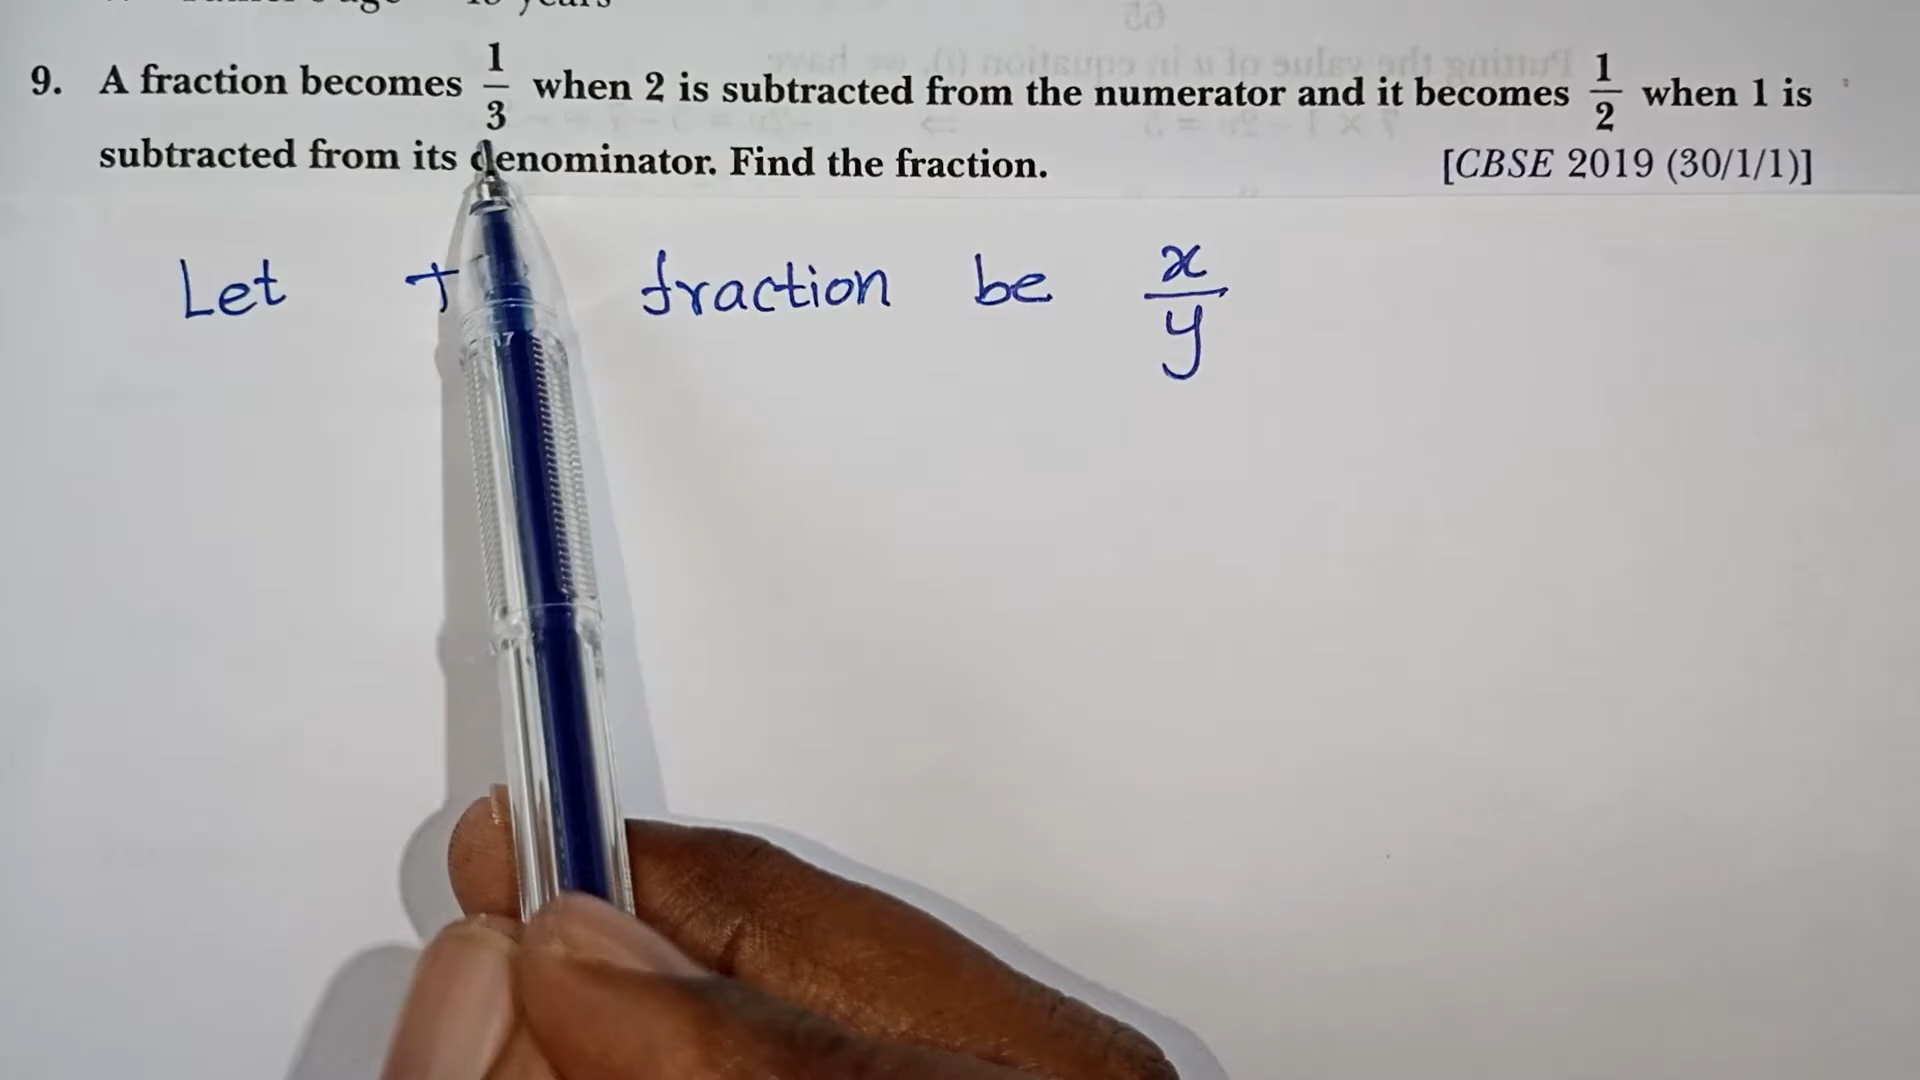 years
9. A fraction becomes 1/3 when 2 is subtracted from the numerator and it becomes 1/2 when 1 is
subtracted from its denominator. Find the fraction. [CBSE 2019 (30/1/1)]
Let fraction be x/y